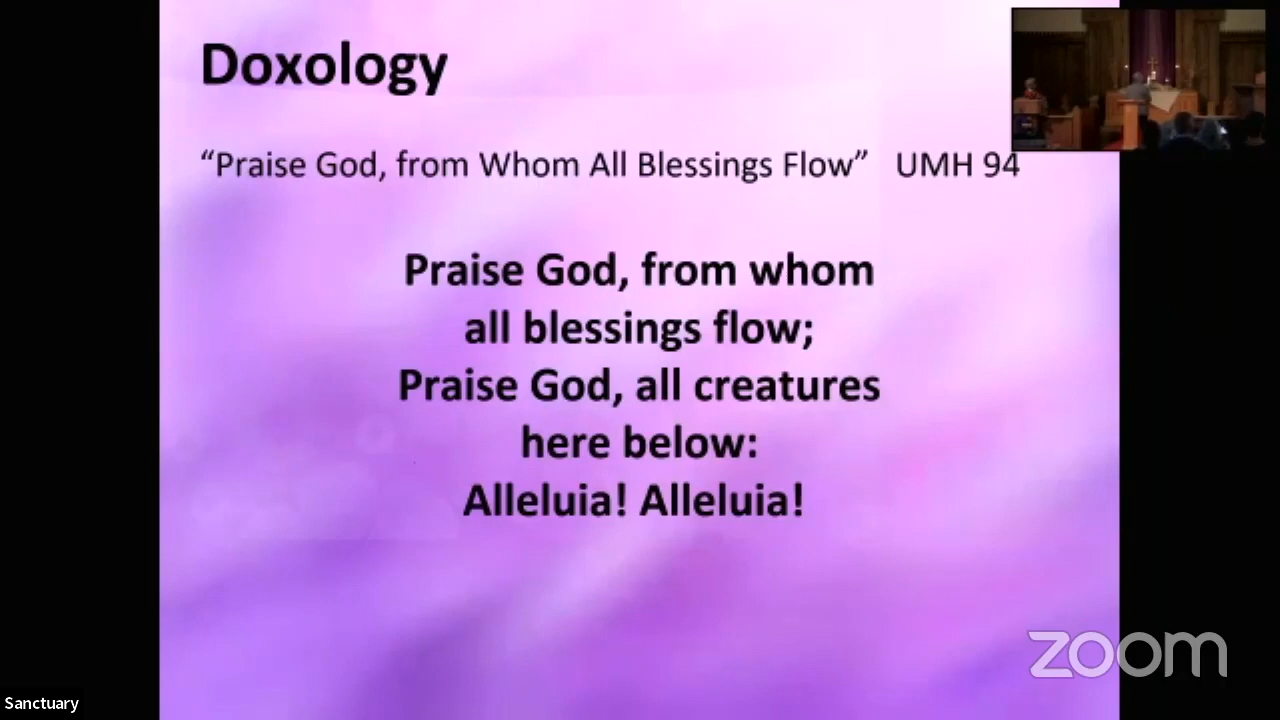 Doxology
“Praise God, from Whom All Blessings Flow” UMH 94
Praise God, from whom
all blessings flow;
Praise God, all creatures
here below:
Alleluia! Alleluia!
zoom
Sanctuary